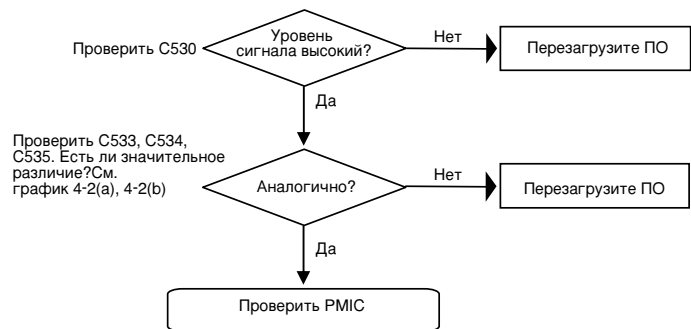 Проверить C530
Уровень
сигнала высокий?
Нет
Перезагрузите ПО
Да
Проверить C533, C534,
C535. Есть ли значительное
различие?См.
график 4-2(a), 4-2(b)
Аналогично?
Нет
Перезагрузите ПО
Да
Проверить PMIC